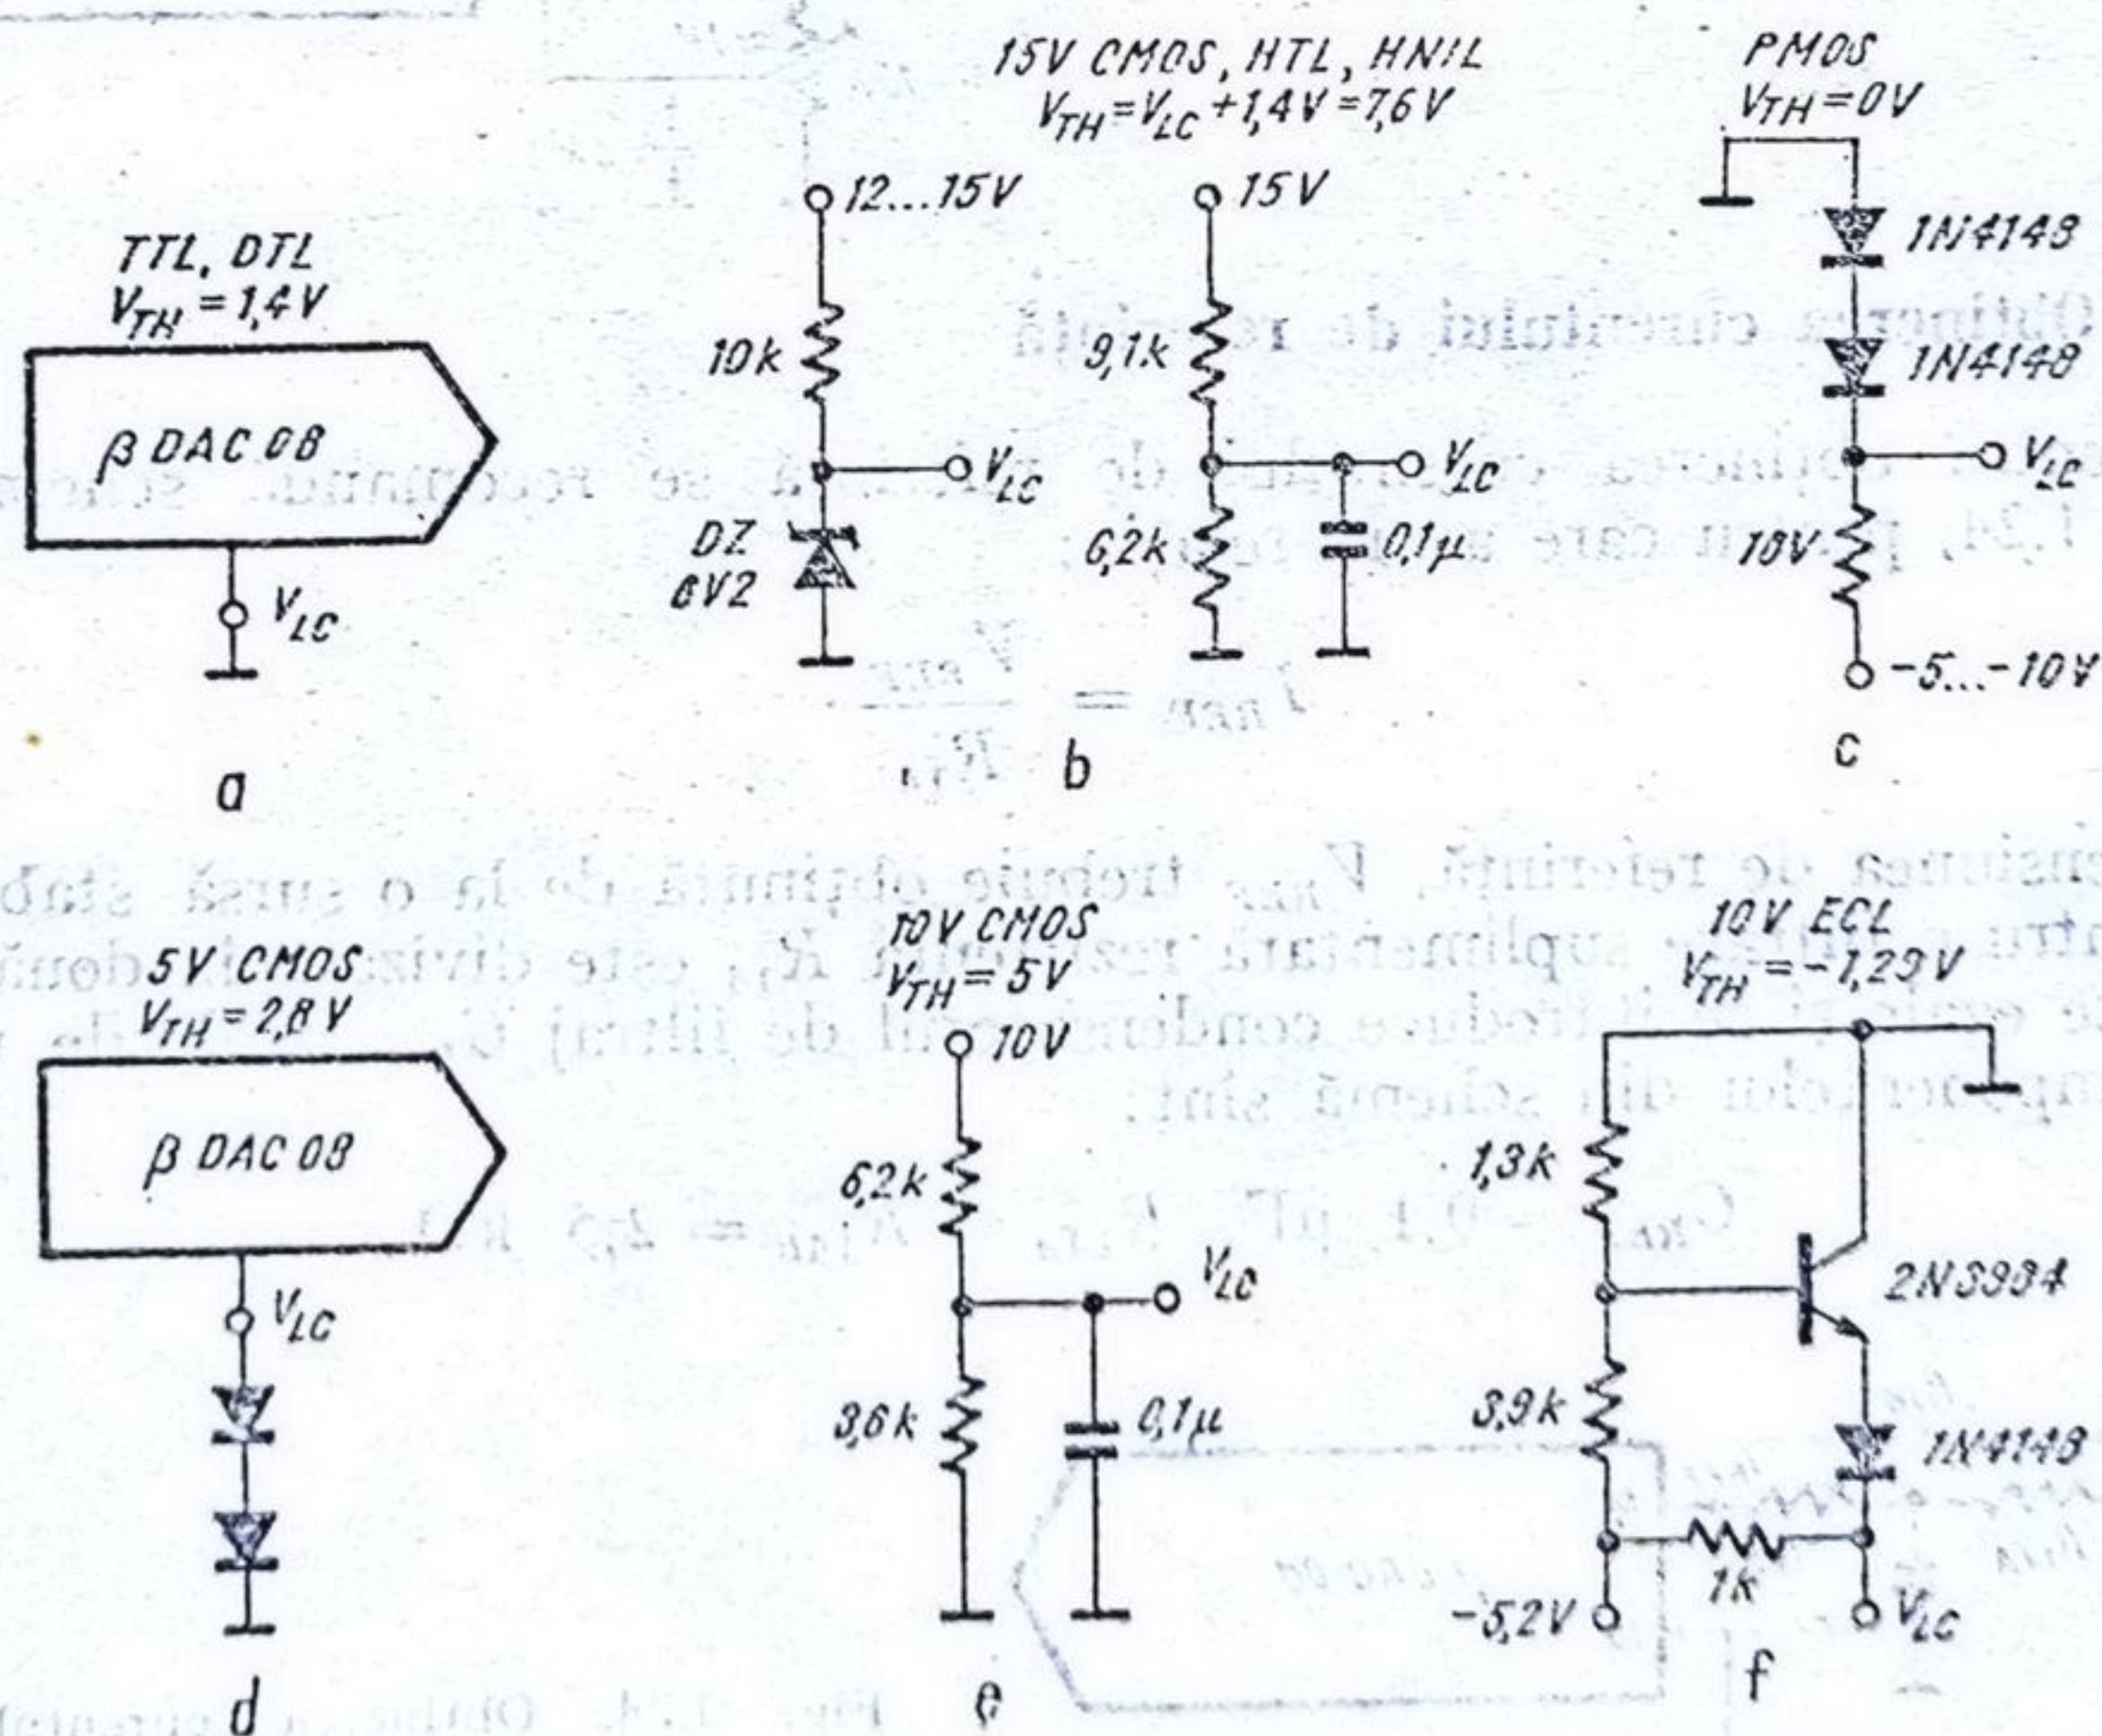 15V CMOS, HTL, HNIL
V_TH = V_LC + 1,4V = 7,6V
PMOS
V_TH = 0V
TTL, DTL
V_TH = 1,4V
β DAC 08
V_LC
a
12...15V
10k
V_LC
DZ
6V2
15V
9,1k
V_LC
6,2k
0,1μ
b
1N4148
1N4148
V_LC
-5...-10V
c
5V CMOS
V_TH = 2,8V
β DAC 08
V_LC
d
10V CMOS
V_TH = 5V
10V
6,2k
V_LC
3,6k
0,1μ
e
10V ECL
V_TH = -1,29V
1,3k
3,9k
1N4148
1k
-5,2V
V_LC
f